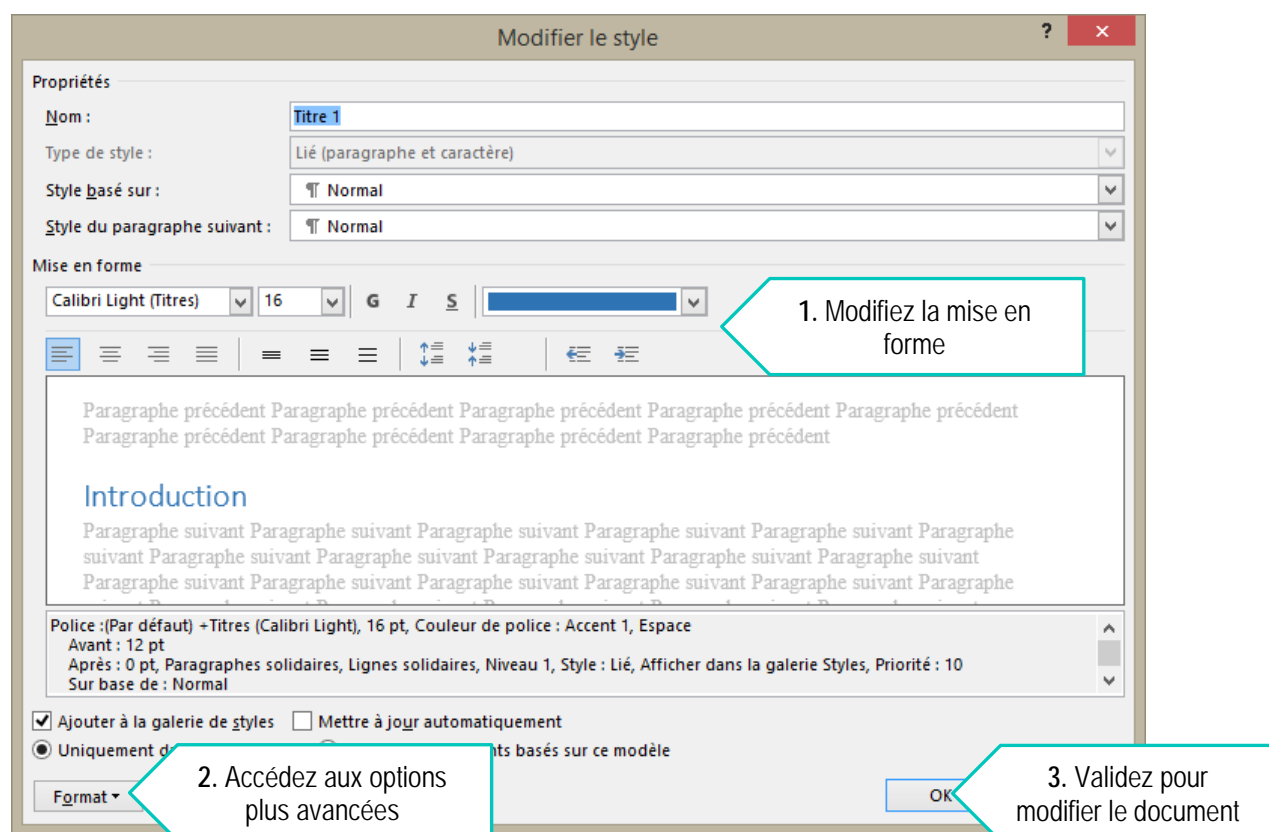 Modifier le style
?
Propriétés
Nom :
Titre 1
Type de style :
Lié (paragraphe et caractère)
Style basé sur :
¶ Normal
Style du paragraphe suivant :
¶ Normal
Mise en forme
Calibri Light (Titres)
16
G I S
1. Modifiez la mise en
forme
Paragraphe précédent Paragraphe précédent Paragraphe précédent Paragraphe précédent Paragraphe précédent
Paragraphe précédent Paragraphe précédent Paragraphe précédent Paragraphe précédent
Introduction
Paragraphe suivant Paragraphe suivant Paragraphe suivant Paragraphe suivant Paragraphe suivant Paragraphe
suivant Paragraphe suivant Paragraphe suivant Paragraphe suivant Paragraphe suivant Paragraphe suivant
Paragraphe suivant Paragraphe suivant Paragraphe suivant Paragraphe suivant Paragraphe suivant Paragraphe
Police :(Par défaut) +Titres (Calibri Light), 16 pt, Couleur de police : Accent 1, Espace
Avant : 12 pt
Après : 0 pt, Paragraphes solidaires, Lignes solidaires, Niveau 1, Style : Lié, Afficher dans la galerie Styles, Priorité : 10
Sur base de : Normal
Ajouter à la galerie de styles
Mettre à jour automatiquement
Uniquement
basés sur ce modèle
Format
2. Accédez aux options
plus avancées
OK
3. Validez pour
modifier le document